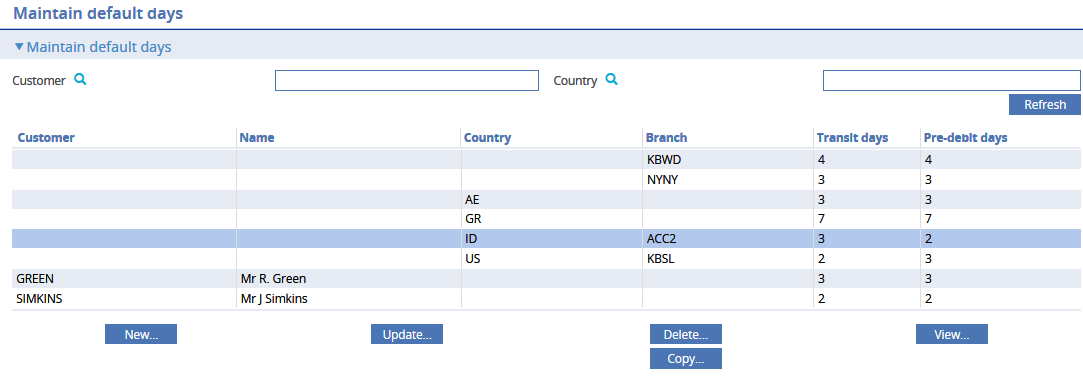 Maintain default days
Maintain default days
Customer Country
Refresh
Customer Name Country Branch Transit days Pre-debit days
KBWD 4 4
NYNY 3 3
AE 3 3
GR 7 7
ID ACC2 3 2
US KBSL 2 3
GREEN Mr R. Green 3 3
SIMKINS Mr J Simkins 2 2
New... Update... Delete... View...
Copy...